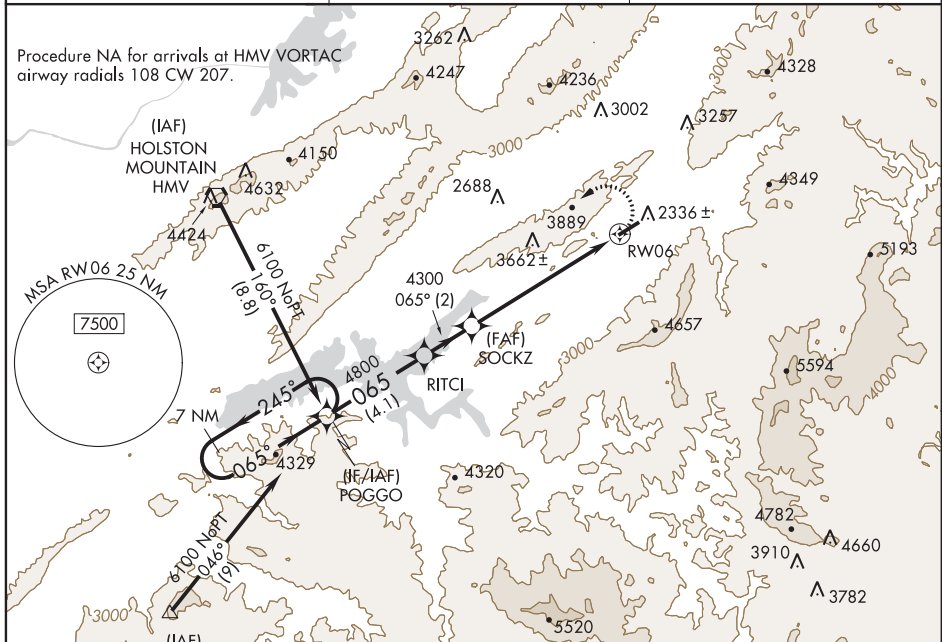 Procedure NA for arrivals at HMV VORTAC
airway radials 108 CW 207.
3262
4247
4236
4328
3002
3000
3257
(IAF)
HOLSTON
MOUNTAIN
HMV
4150
4632
3000
2688
4349
4424
3889
2336 ±
RW06
3662±
5193
6100 NoPT
160°
(8.8)
MSA RW06 25 NM
7500
4300
065° (2)
4657
(FAF)
SOCKZ
3000
5594
4000
4800
065
(4.1)
RITCI
245°
7 NM
065°
4329
N
(IF/IAF)
POGGO
4320
4782
3910
4660
6100 NoPT
046°
(9)
3782
3000
5520
(IAF)